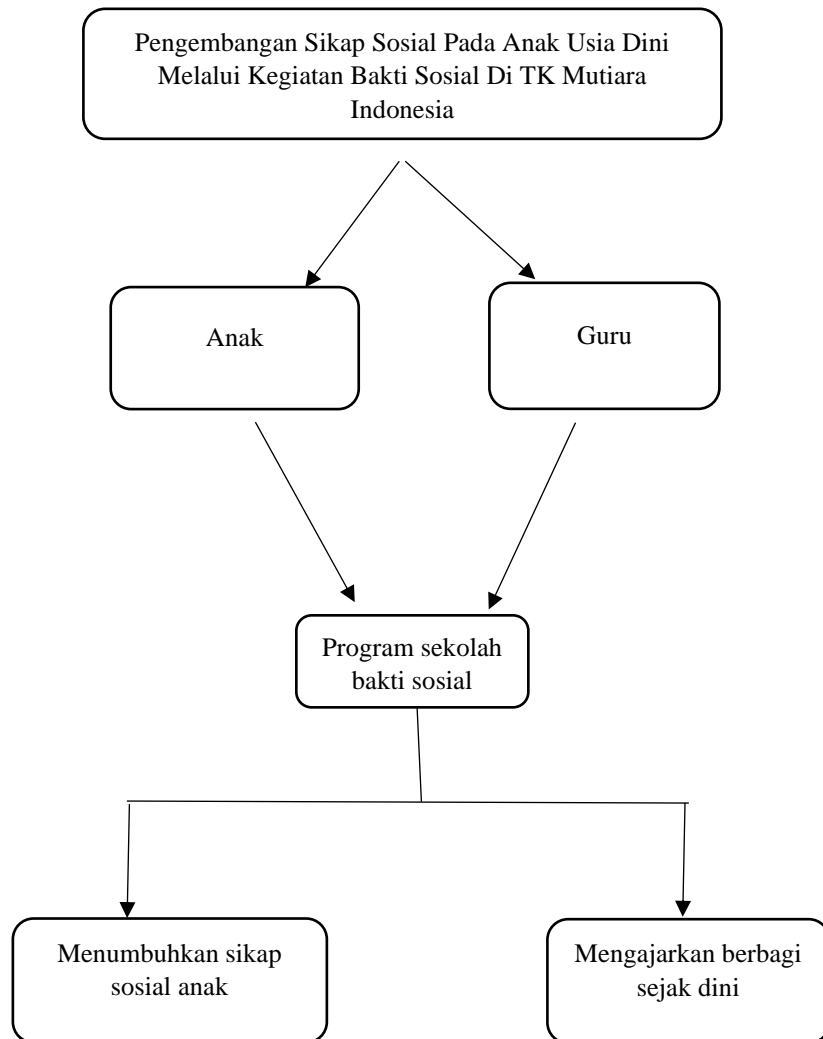 Pengembangan Sikap Sosial Pada Anak Usia Dini
Melalui Kegiatan Bakti Sosial Di TK Mutiara
Indonesia
Anak
Guru
Program sekolah
bakti sosial
Menumbuhkan sikap
sosial anak
Mengajarkan berbagi
sejak dini